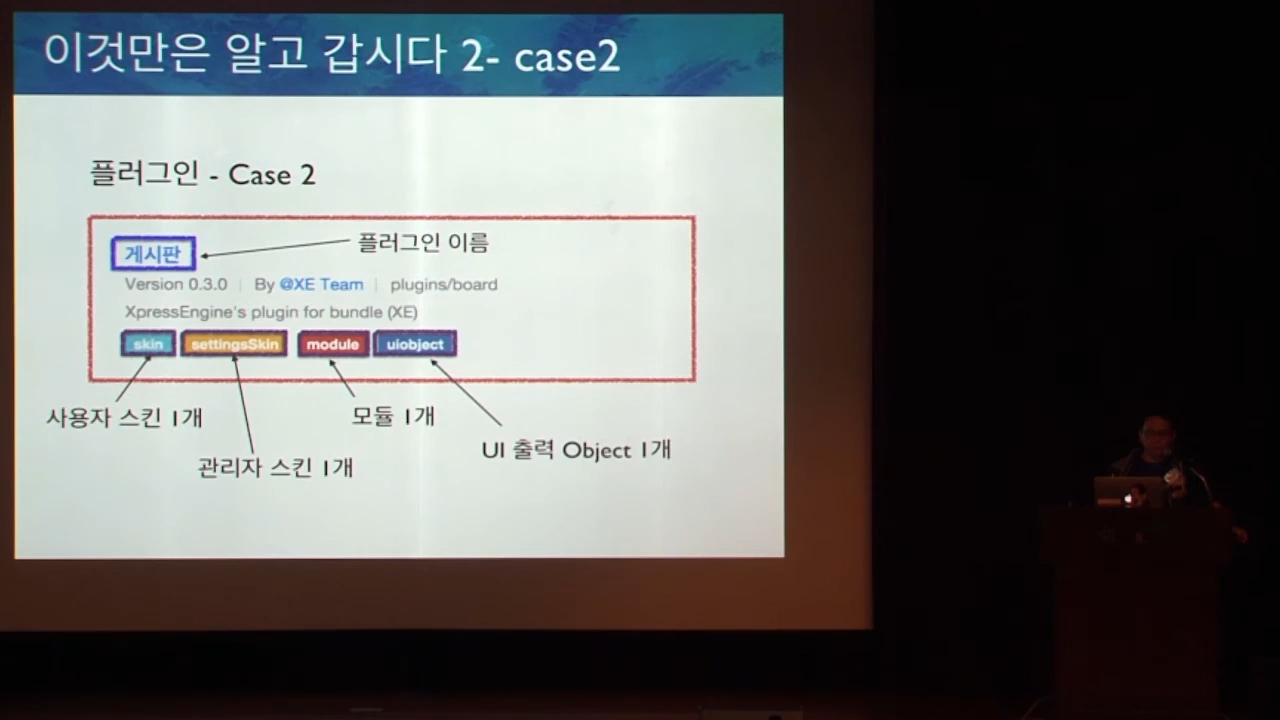 이것만은 알고 갑시다 2- case2
플러그인 - Case 2
게시판
플러그인 이름
Version 0.3.0 | By @XE Team | plugins/board
XpressEngine's plugin for bundle (XE)
skin settingsSkin module uiobject
사용자 스킨 1개
모듈 1개
UI 출력 Object 1개
관리자 스킨 1개